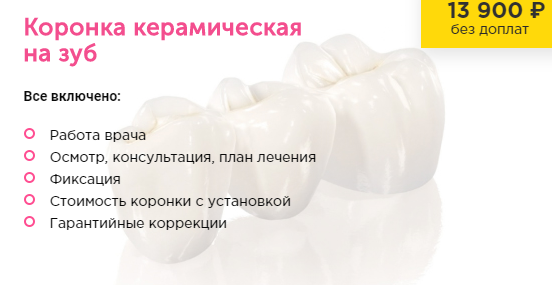 Коронка керамическая
на зуб
13 900 ₽
без доплат
Все включено:
Работа врача
Осмотр, консультация, план лечения
Фиксация
Стоимость коронки с установкой
Гарантийные коррекции